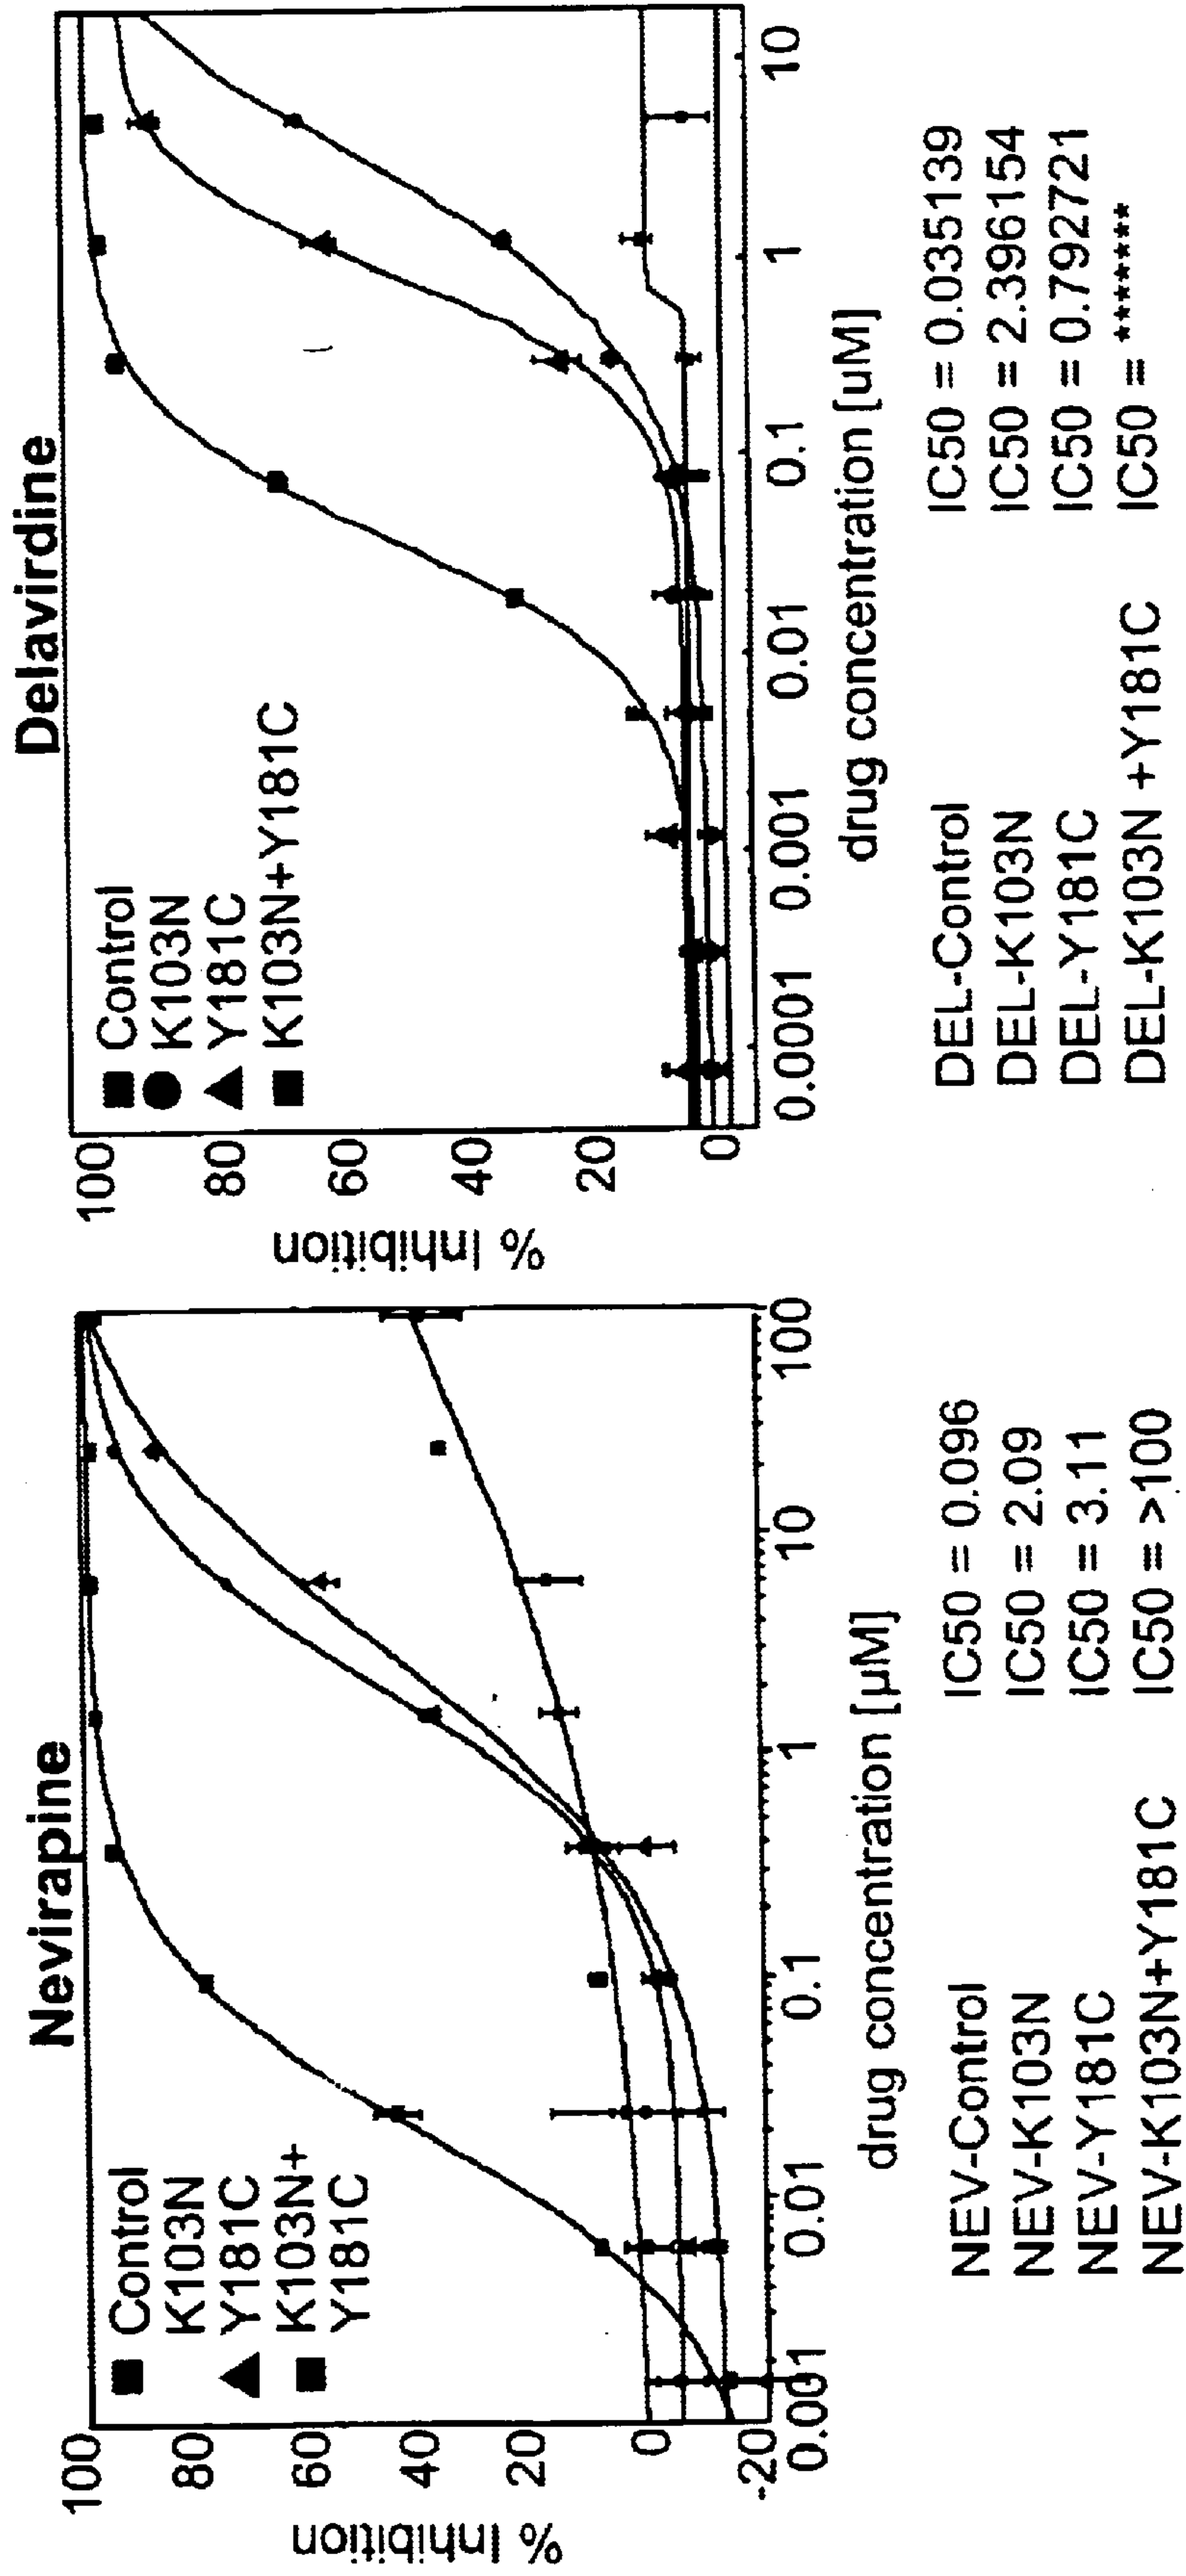 Nevirapine
% Inhibition
100
80
60
40
20
0
-20
Control
K103N
Y181C
K103N+
Y181C
0.001
0.01
0.1
1
10
100
drug concentration [µM]
NEV-Control IC50 = 0.096
NEV-K103N IC50 = 2.09
NEV-Y181C IC50 = 3.11
NEV-K103N+Y181C IC50 = >100
Delavirdine
% Inhibition
100
80
60
40
20
0
Control
K103N
Y181C
K103N+Y181C
0.0001
0.001
0.01
0.1
1
10
drug concentration [uM]
DEL-Control IC50 = 0.035139
DEL-K103N IC50 = 2.396154
DEL-Y181C IC50 = 0.792721
DEL-K103N +Y181C IC50 = *******